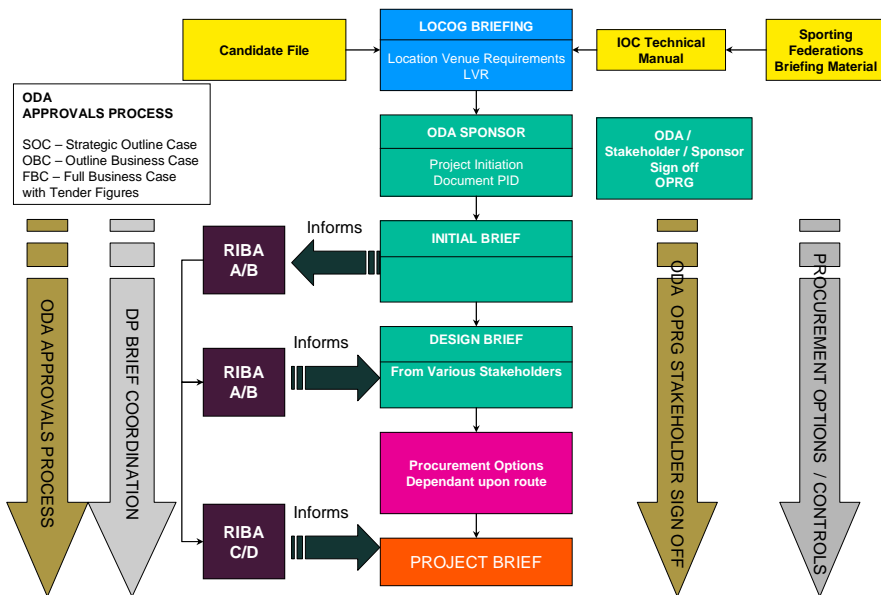 LOCOG BRIEFING
Location Venue Requirements
LVR
Candidate File
IOC Technical
Manual
Sporting
Federations
Briefing Material
ODA
APPROVALS PROCESS
SOC – Strategic Outline Case
OBC – Outline Business Case
FBC – Full Business Case
with Tender Figures
ODA SPONSOR
Project Initiation
Document PID
ODA /
Stakeholder / Sponsor
Sign off
OPRG
Informs
RIBA
A/B
INITIAL BRIEF
Informs
RIBA
A/B
DESIGN BRIEF
From Various Stakeholders
Procurement Options
Dependant upon route
Informs
RIBA
C/D
PROJECT BRIEF
ODA APPROVALS PROCESS
DP BRIEF COORDINATION
ODA OPRG STAKEHOLDER SIGN OFF
PROCUREMENT OPTIONS / CONTROLS